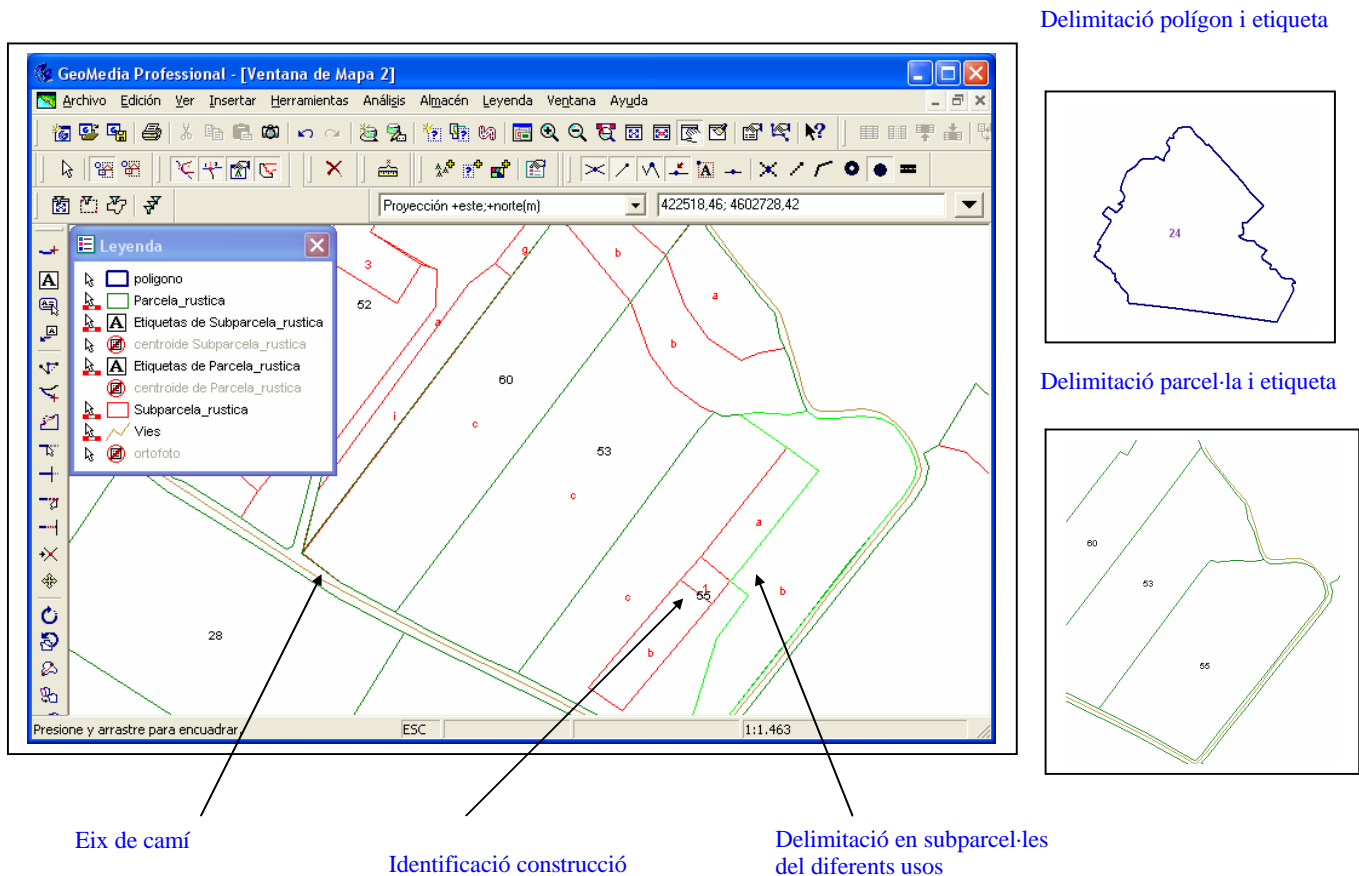 Delimitació polígon i etiqueta
GeoMedia Professional - [Ventana de Mapa 2]
Archivo Edición Ver Insertar Herramientas Análisis Almacén Leyenda Ventana Ayuda
Proyección +este;+norte(m)
422518,46; 4602728,42
Leyenda
poligono
Parcela_rustica
A Etiquetas de Subparcela_rustica
centroide Subparcela_rustica
A Etiquetas de Parcela_rustica
centroide de Parcela_rustica
Subparcela_rustica
Vies
ortofoto
3
52
g
b
a
a
b
60
i
c
53
c
a
1
55
c
b
b
28
Presione y arrastre para encuadrar.
ESC
1:1.463
24
Delimitació parcel·la i etiqueta
60
53
55
Eix de camí
Identificació construcció
Delimitació en subparcel·les
del diferents usos